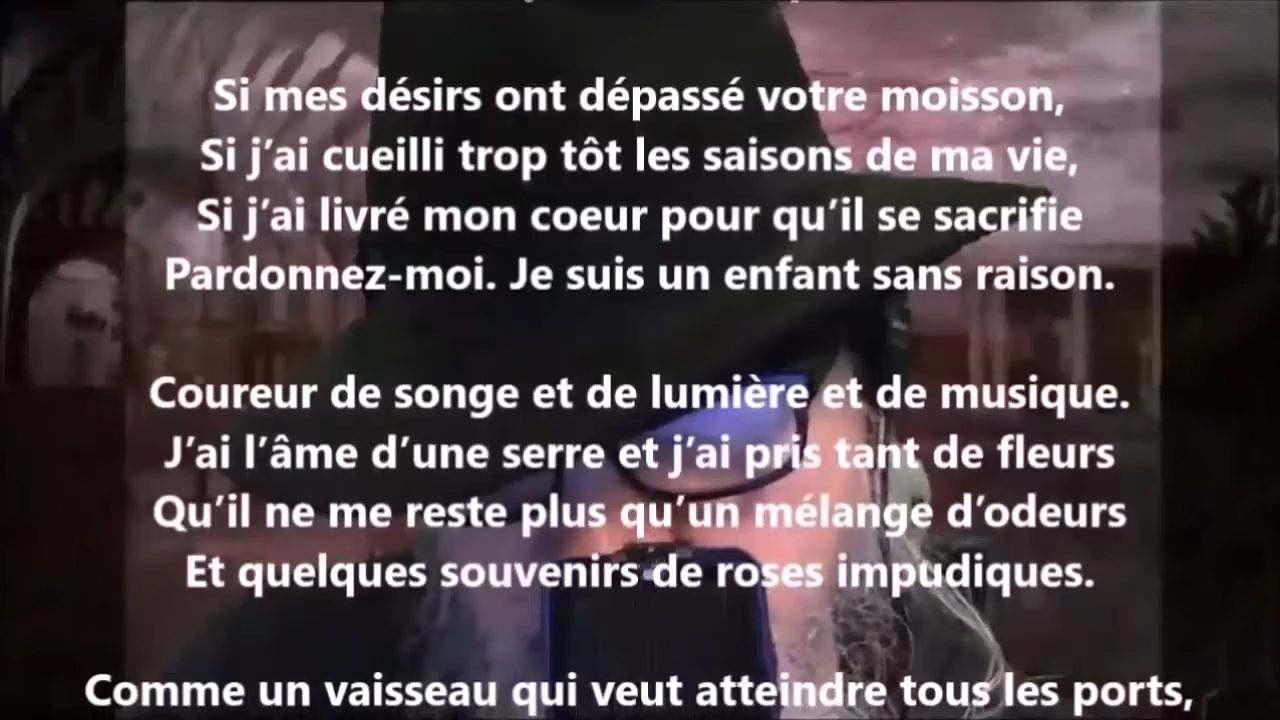 Si mes désirs ont dépassé votre moisson,
Si j’ai cueilli trop tôt les saisons de ma vie,
Si j’ai livré mon coeur pour qu’il se sacrifie
Pardonnez-moi. Je suis un enfant sans raison.
Coureur de songe et de lumière et de musique.
J’ai l’âme d’une serre et j’ai pris tant de fleurs
Qu’il ne me reste plus qu’un mélange d’odeurs
Et quelques souvenirs de roses impudiques.
Comme un vaisseau qui veut atteindre tous les ports,